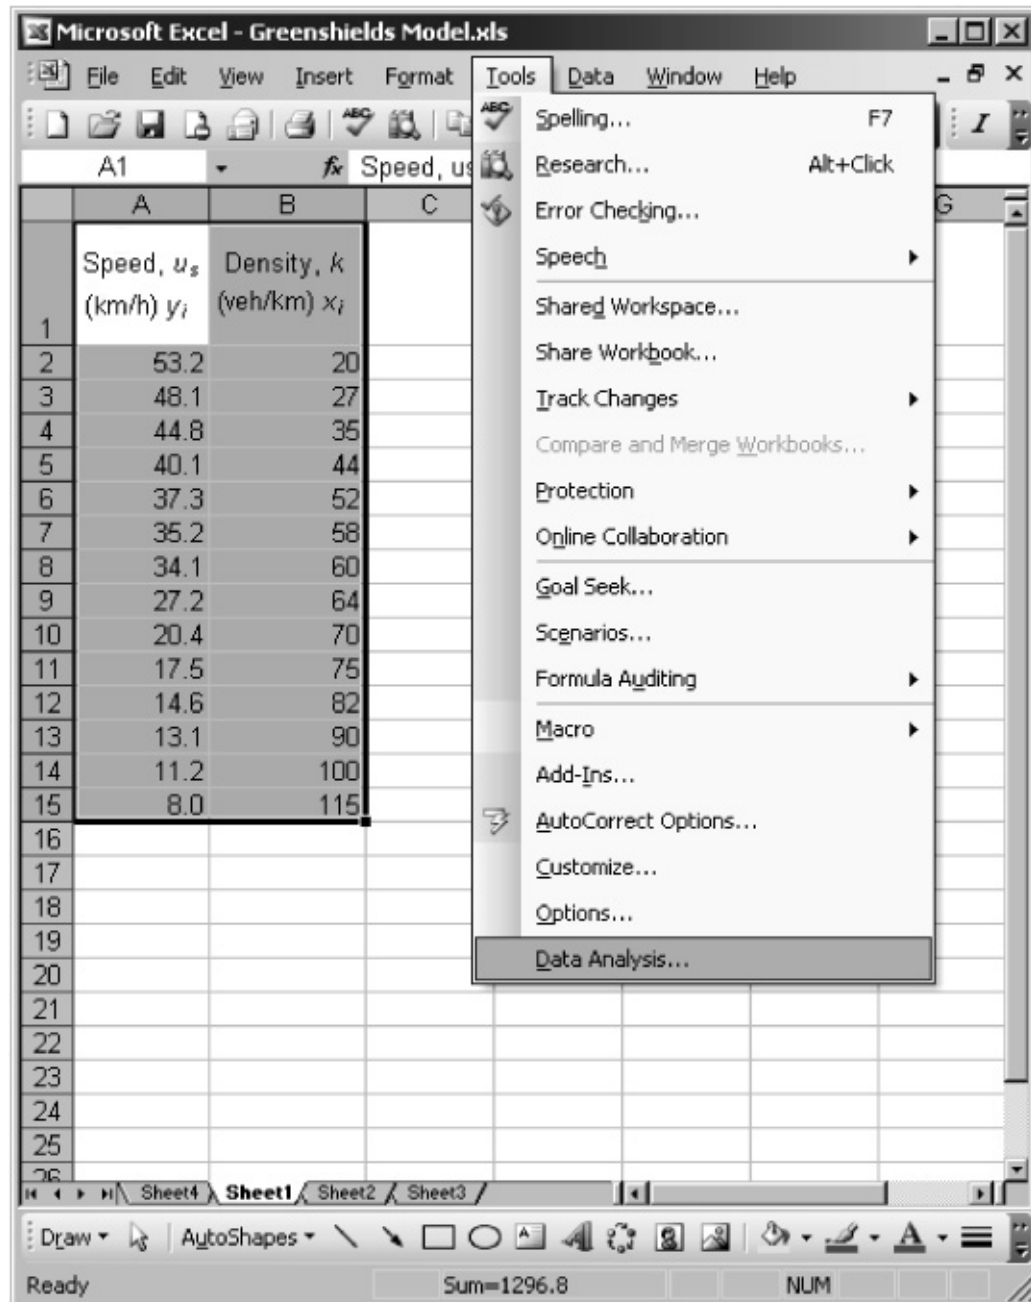 Microsoft Excel - Greenshields Model.xls
File Edit View Insert Format Tools Data Window Help
A1 fx Speed, us
A B C G
1 Speed, us (km/h) yi Density, k (veh/km) xi
2 53.2 20
3 48.1 27
4 44.8 35
5 40.1 44
6 37.3 52
7 35.2 58
8 34.1 60
9 27.2 64
10 20.4 70
11 17.5 75
12 14.6 82
13 13.1 90
14 11.2 100
15 8.0 115
16
17
18
19
20
21
22
23
24
25
26
Spelling... F7
Research... Alt+Click
Error Checking...
Speech
Shared Workspace...
Share Workbook...
Track Changes
Compare and Merge Workbooks...
Protection
Online Collaboration
Goal Seek...
Scenarios...
Formula Auditing
Macro
Add-Ins...
AutoCorrect Options...
Customize...
Options...
Data Analysis...
Sheet4 Sheet1 Sheet2 Sheet3
Draw AutoShapes
Ready Sum=1296.8 NUM